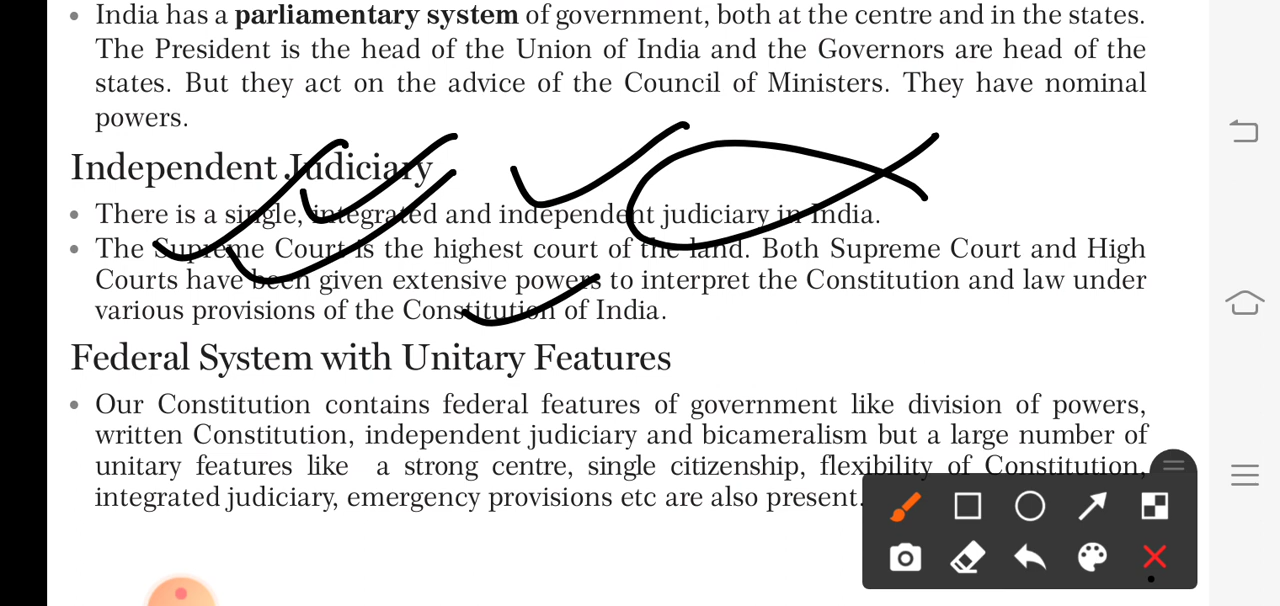 India has a parliamentary system of government, both at the centre and in the states.
The President is the head of the Union of India and the Governors are head of the
states. But they act on the advice of the Council of Ministers. They have nominal
powers.
Independent Judiciary
There is a single, integrated and independent judiciary in India.
The Supreme Court is the highest court of the land. Both Supreme Court and High
Courts have been given extensive powers to interpret the Constitution and law under
various provisions of the Constitution of India.
Federal System with Unitary Features
Our Constitution contains federal features of government like division of powers,
written Constitution, independent judiciary and bicameralism but a large number of
unitary features like a strong centre, single citizenship, flexibility of Constitution,
integrated judiciary, emergency provisions etc are also present.